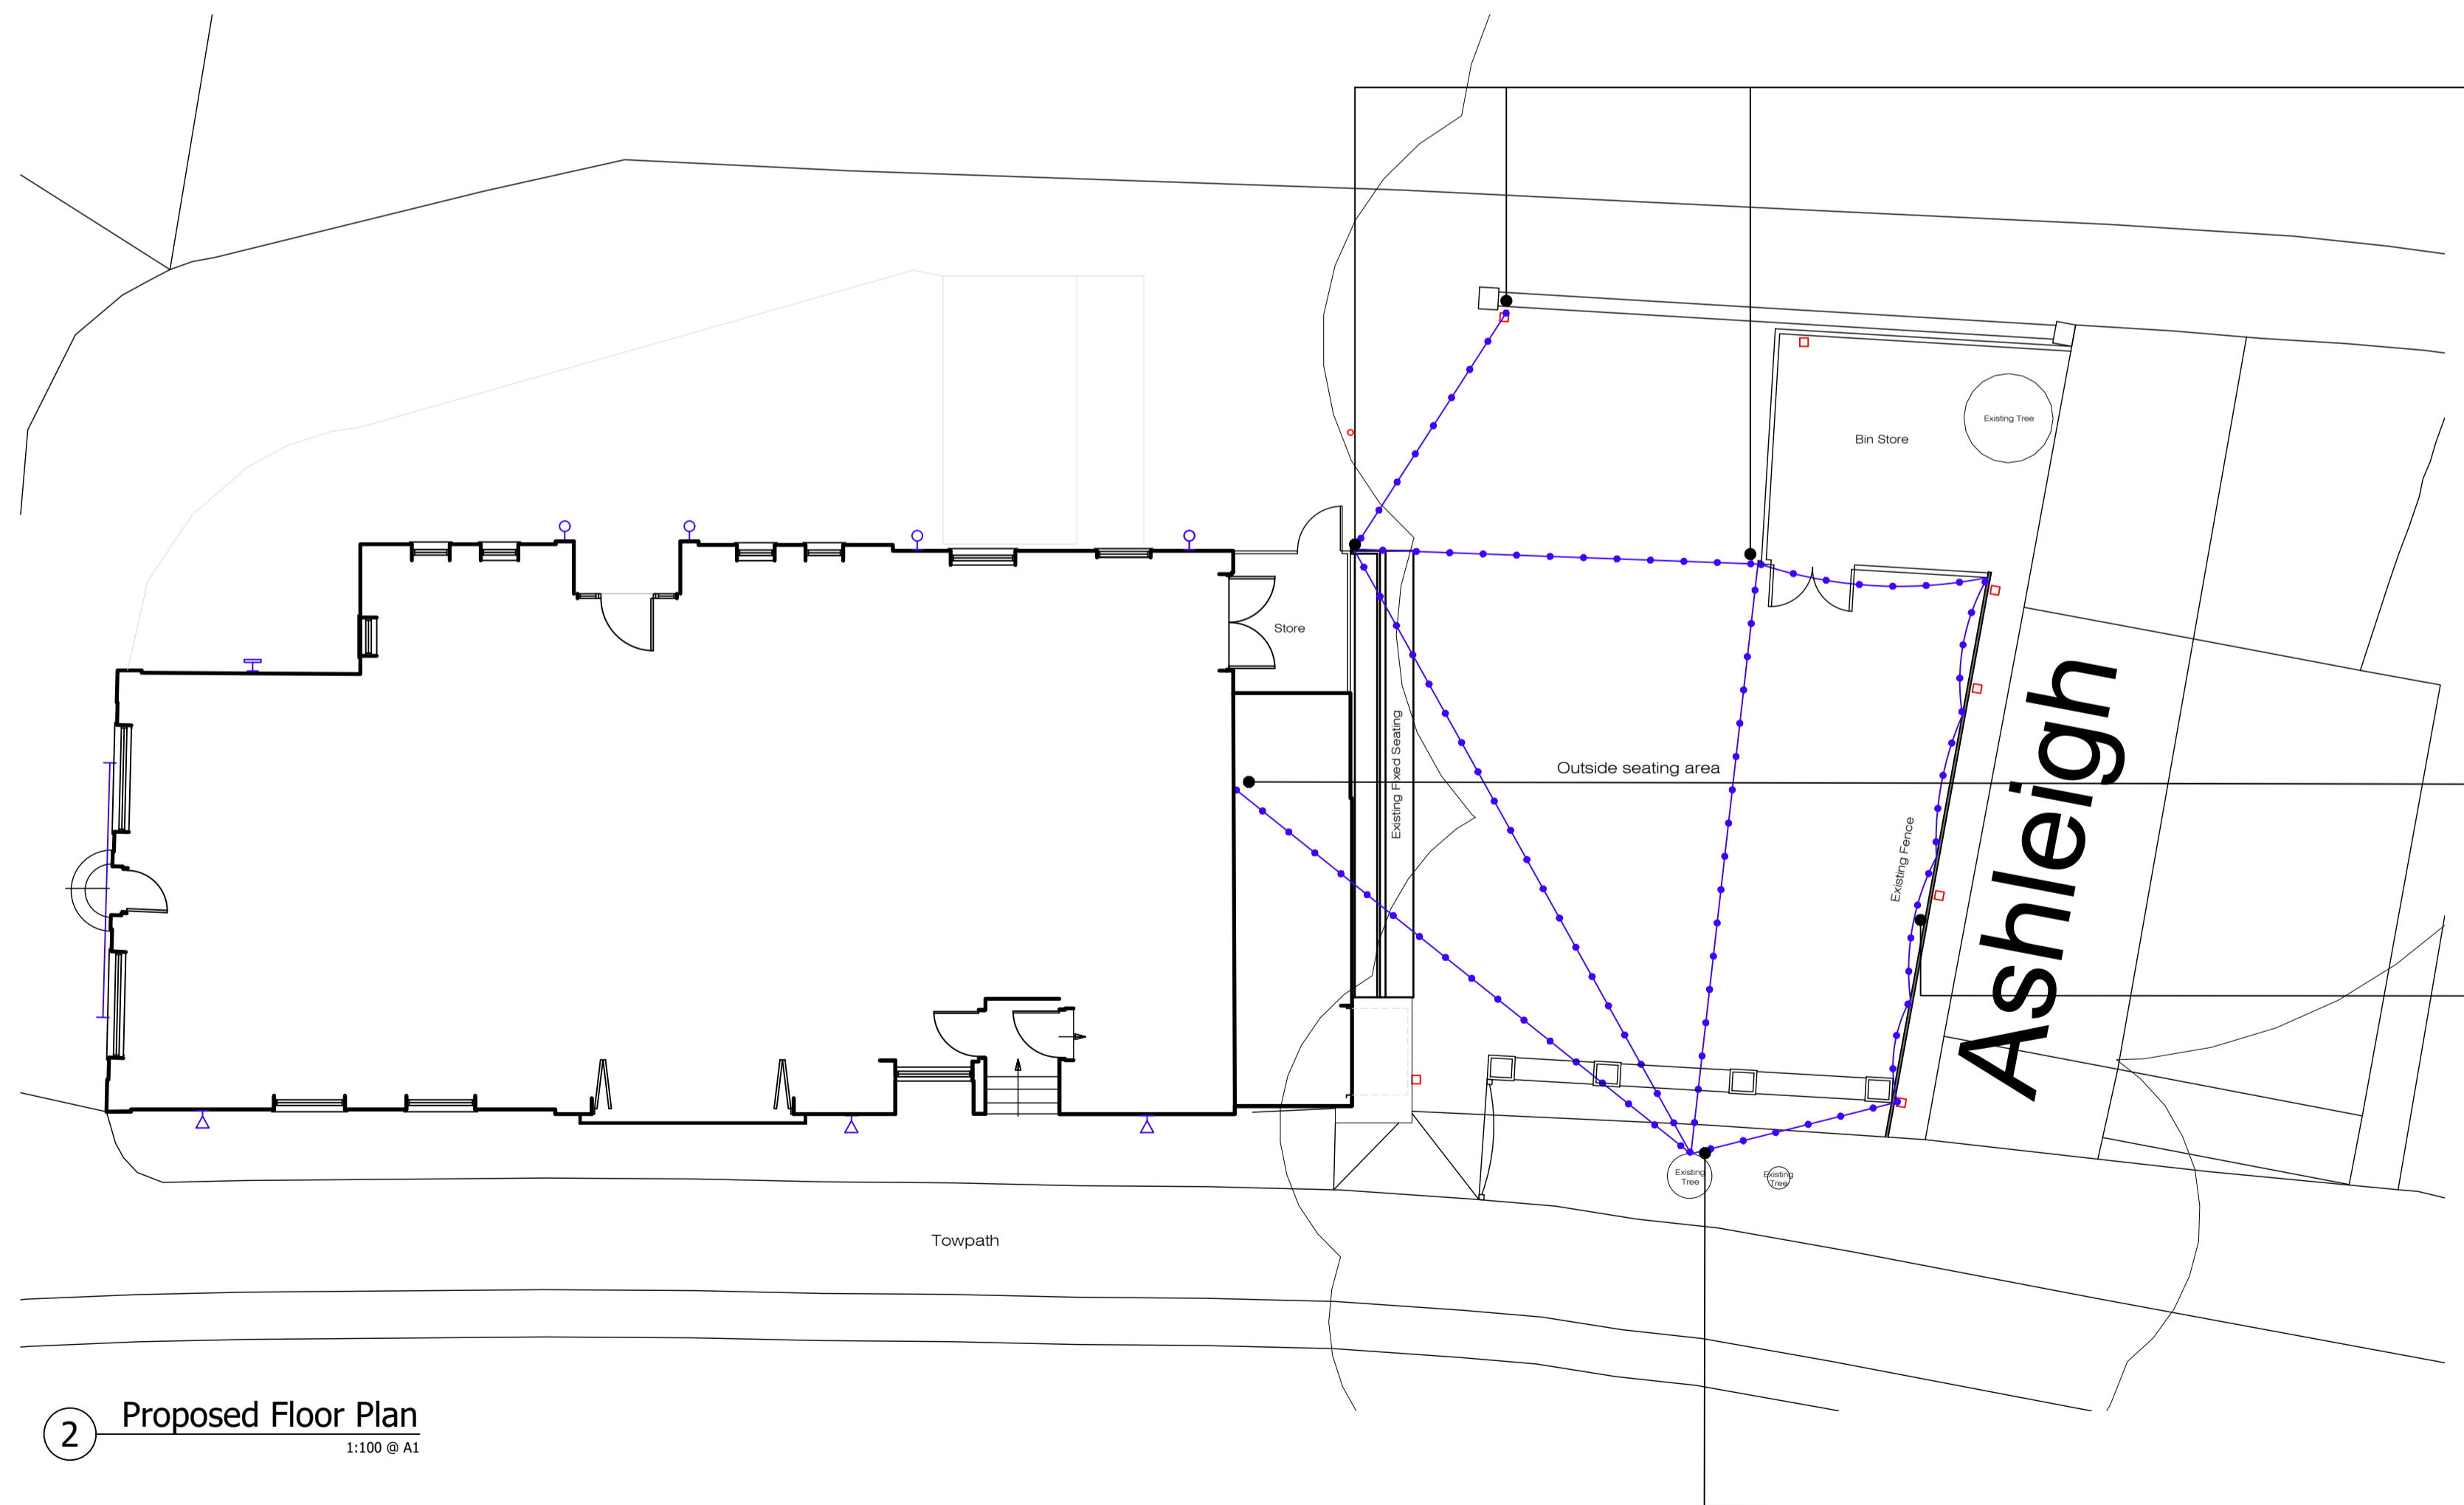 Existing Tree
Bin Store
Store
Existing Fixed Seating
Outside seating area
Existing Fence
Ashleigh
Existing
Tree
Existing
Tree
Towpath
2
Proposed Floor Plan
1:100 @ A1